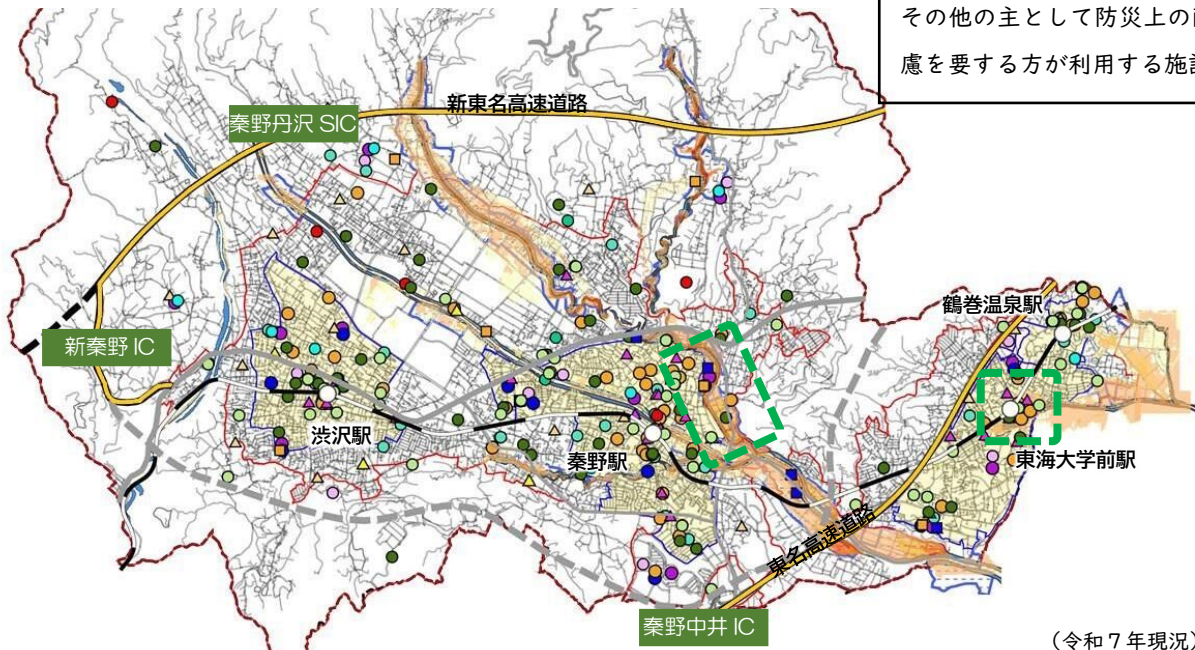 その他の主として防災上の
慮を要する方が利用する施
新東名高速道路
秦野丹沢 SIC
鶴巻温泉駅
新秦野 IC
渋沢駅
秦野駅
東海大学前駅
東名高速道路
秦野中井 IC
（令和７年現況）